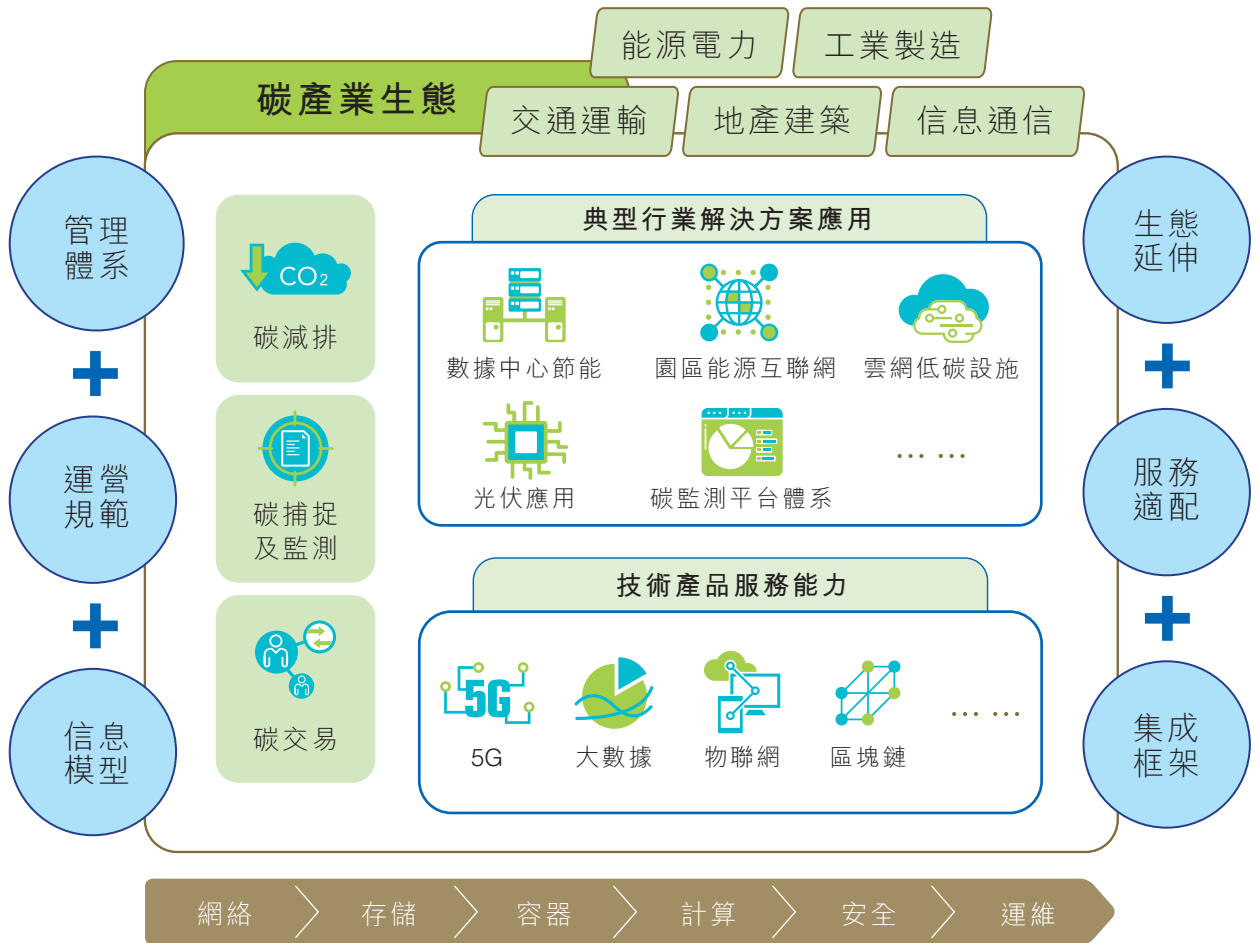 能源電力
工業製造
碳產業生態
交通運輸
地產建築
信息通信
管理
體系
運營
規範
信息
模型
CO₂
碳減排
碳捕捉
及監測
碳交易
典型行業解決方案應用
數據中心節能
園區能源互聯網
雲網低碳設施
光伏應用
碳監測平台體系
... ...
技術產品服務能力
5G
5G
大數據
物聯網
區塊鏈
... ...
生態
延伸
服務
適配
集成
框架
網絡
存儲
容器
計算
安全
運維